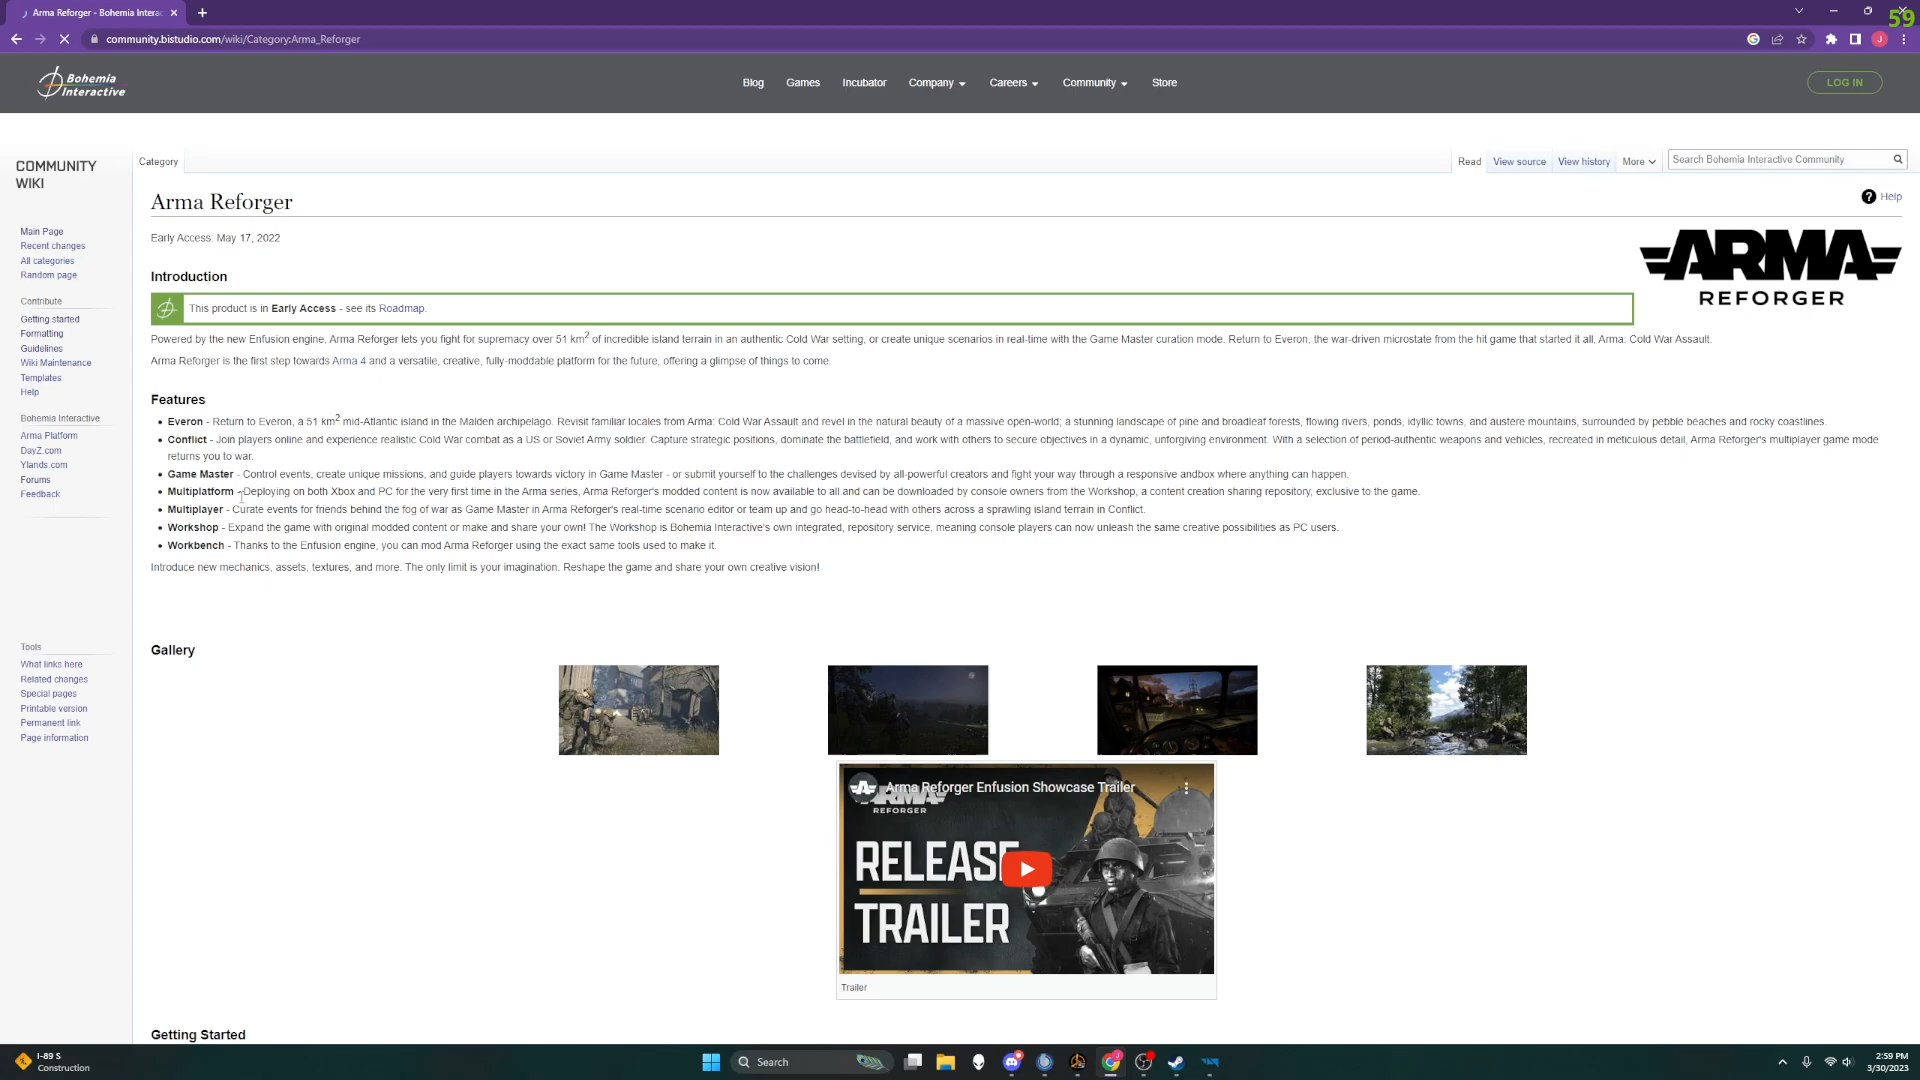 Arma Reforger - Bohemia Interac
59
community.bistudio.com/wiki/Category:Arma_Reforger
J
Bohemia
Interactive
Blog
Games
Incubator
Company
Careers
Community
Store
LOG IN
COMMUNITY
WIKI
Category
Read
View source
View history
More
Search Bohemia Interactive Community
Arma Reforger
Help
Early Access: May 17, 2022
ARMA
REFORGER
Introduction
This product is in Early Access - see its Roadmap.
Powered by the new Enfusion engine, Arma Reforger lets you fight for supremacy over 51 km2 of incredible island terrain in an authentic Cold War setting, or create unique scenarios in real-time with the Game Master curation mode. Return to Everon, the war-driven microstate from the hit game that started it all, Arma: Cold War Assault.
Arma Reforger is the first step towards Arma 4 and a versatile, creative, fully-moddable platform for the future, offering a glimpse of things to come.
Features
• Everon - Return to Everon, a 51 km2 mid-Atlantic island in the Malden archipelago. Revisit familiar locales from Arma: Cold War Assault and revel in the natural beauty of a massive open-world; a stunning landscape of pine and broadleaf forests, flowing rivers, ponds, idyllic towns, and austere mountains, surrounded by pebble beaches and rocky coastlines.
• Conflict - Join players online and experience realistic Cold War combat as a US or Soviet Army soldier. Capture strategic positions, dominate the battlefield, and work with others to secure objectives in a dynamic, unforgiving environment. With a selection of period-authentic weapons and vehicles, recreated in meticulous detail, Arma Reforger's multiplayer game mode
returns you to war.
• Game Master - Control events, create unique missions, and guide players towards victory in Game Master - or submit yourself to the challenges devised by all-powerful creators and fight your way through a responsive andbox where anything can happen.
• Multiplatform - Deploying on both Xbox and PC for the very first time in the Arma series, Arma Reforger's modded content is now available to all and can be downloaded by console owners from the Workshop, a content creation sharing repository, exclusive to the game.
• Multiplayer - Curate events for friends behind the fog of war as Game Master in Arma Reforger's real-time scenario editor or team up and go head-to-head with others across a sprawling island terrain in Conflict.
• Workshop - Expand the game with original modded content or make and share your own! The Workshop is Bohemia Interactive's own integrated, repository service, meaning console players can now unleash the same creative possibilities as PC users.
• Workbench - Thanks to the Enfusion engine, you can mod Arma Reforger using the exact same tools used to make it.
Introduce new mechanics, assets, textures, and more. The only limit is your imagination. Reshape the game and share your own creative vision!
Main Page
Recent changes
All categories
Random page
Contribute
Getting started
Formatting
Guidelines
Wiki Maintenance
Templates
Help
Bohemia Interactive
Arma Platform
DayZ.com
Ylands.com
Forums
Feedback
Tools
What links here
Related changes
Special pages
Printable version
Permanent link
Page information
Gallery
Arma Reforger Enfusion Showcase Trailer
ARMA
REFORGER
RELEASE
TRAILER
Trailer
Getting Started
I-89 S
Construction
Search
2:59 PM
3/30/2023